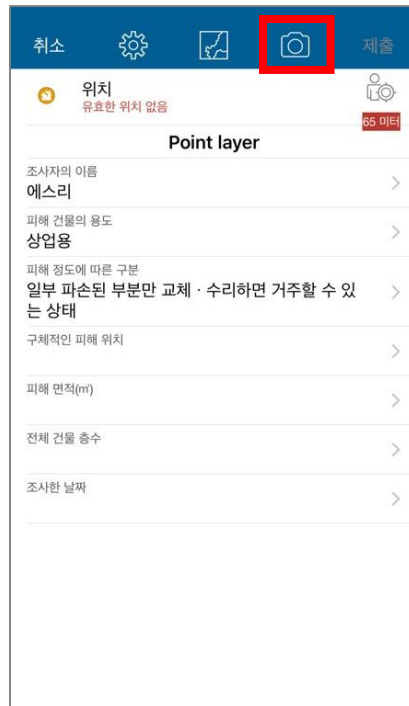 취소
제출
위치
유효한 위치 없음
65 미터
Point layer
조사자의 이름
에스리
피해 건물의 용도
상업용
피해 정도에 따른 구분
일부 파손된 부분만 교체 · 수리하면 거주할 수 있
는 상태
구체적인 피해 위치
피해 면적(㎡)
전체 건물 층수
조사한 날짜